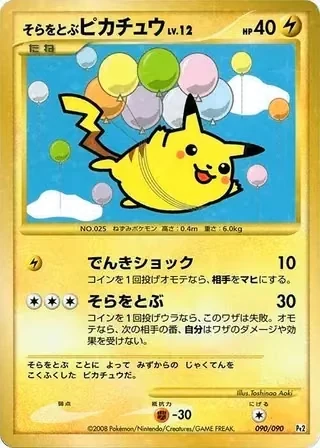 そらをとぶピカチュウ LV.12 HP 40
たね
NO.025 ねずみポケモン 高さ:0.4m 重さ:6.0kg
でんきショック 10
コインを1回投げオモテなら、相手をマヒにする。
そらをとぶ 30
コインを1回投げウラなら、このワザは失敗。オモテ
なら、次の相手の番、自分はワザのダメージや効
果を受けない。
そらを とぶ ことに よって みずからの じゃくてんを
こくふくした ピカチュウだ。
Illus. Toshinao Aoki
弱点 抵抗力 -30 にげる
©2008 Pokémon/Nintendo/Creatures/GAME FREAK. 090/090 Pt2